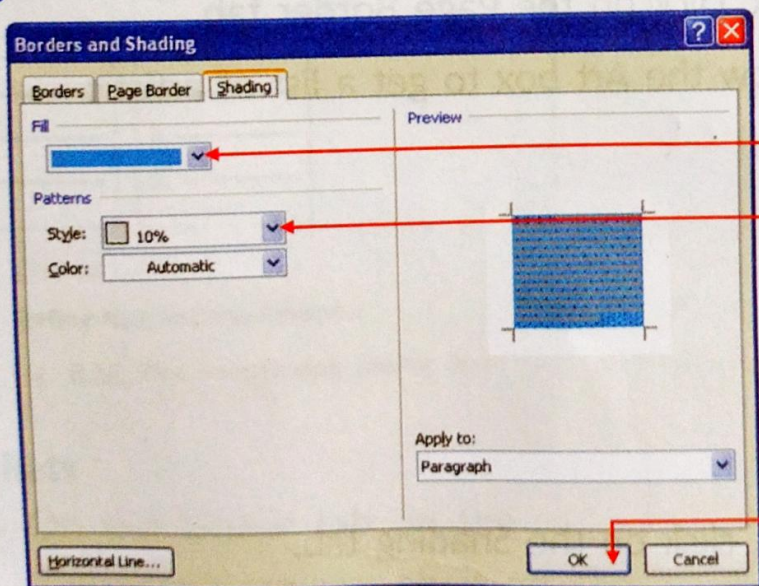 Borders and Shading
Borders Page Border Shading
Fill
Preview
Patterns
Style: 10%
Color: Automatic
Apply to:
Paragraph
Horizontal Line...
OK Cancel